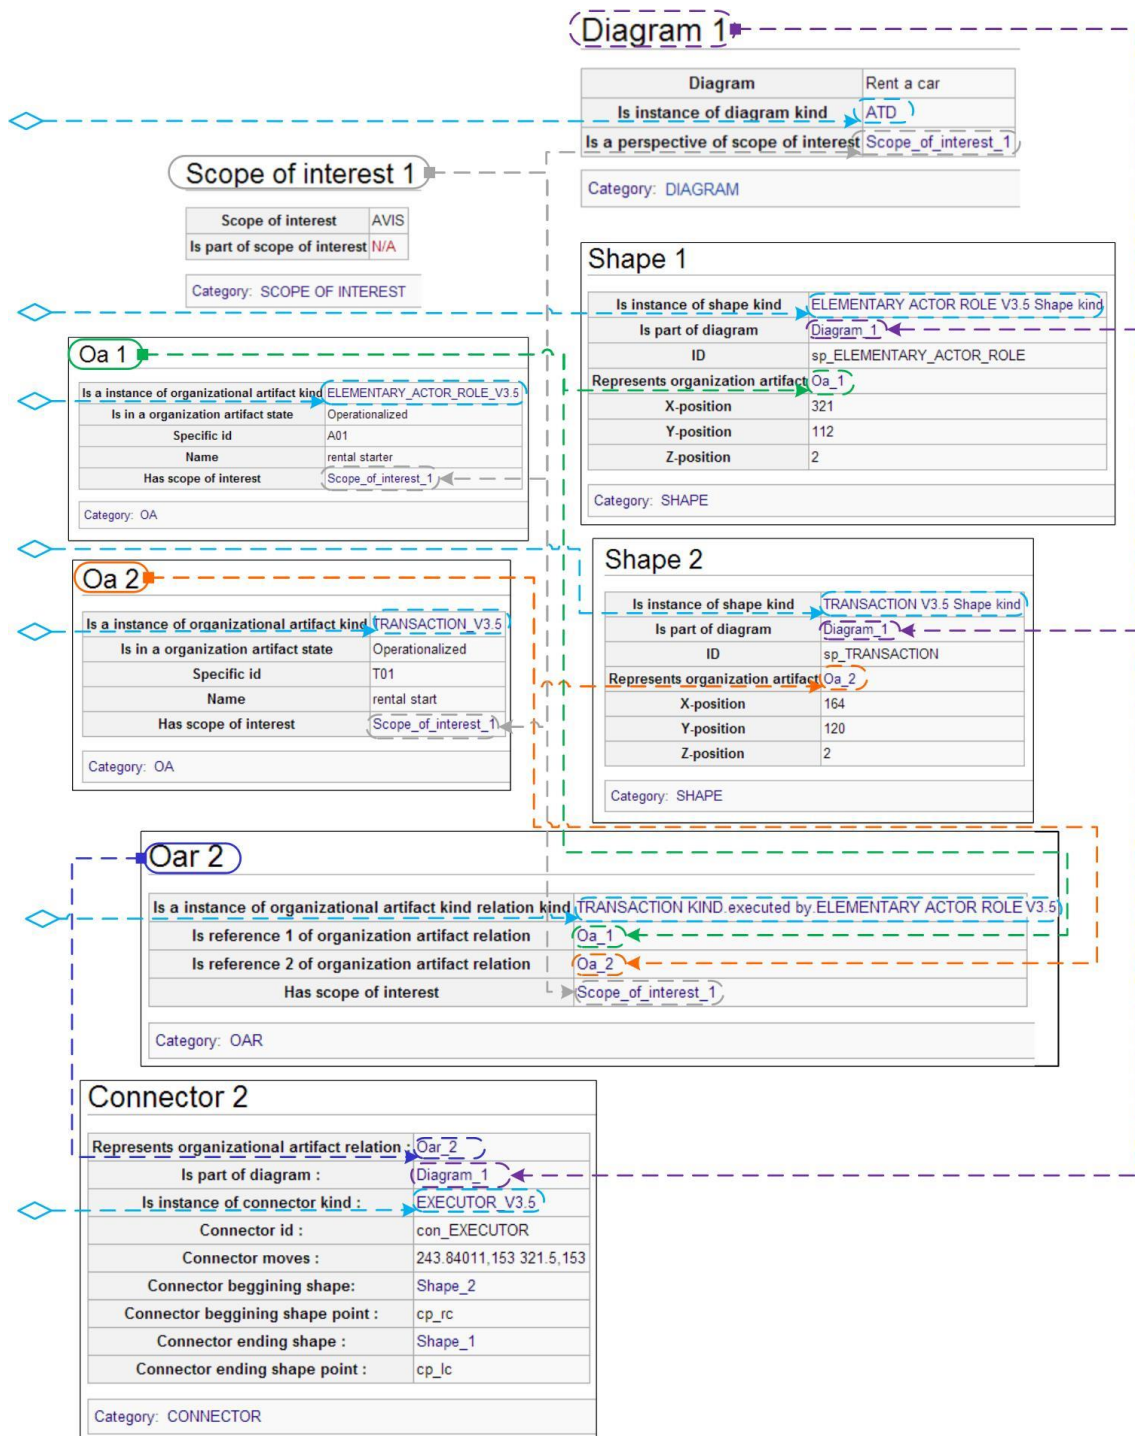 Diagram 1
Diagram Rent a car
Is instance of diagram kind ATD
Is a perspective of scope of interest Scope_of_interest_1
Category: DIAGRAM
Scope of interest 1
Scope of interest AVIS
Is part of scope of interest N/A
Category: SCOPE OF INTEREST
Shape 1
Is instance of shape kind ELEMENTARY ACTOR ROLE V3.5 Shape kind
Is part of diagram Diagram_1
ID sp_ELEMENTARY_ACTOR_ROLE
Represents organization artifact Oa_1
X-position 321
Y-position 112
Z-position 2
Category: SHAPE
Oa 1
Is a instance of organizational artifact kind ELEMENTARY_ACTOR_ROLE_V3.5
Is in a organization artifact state Operationalized
Specific id A01
Name rental starter
Has scope of interest Scope_of_interest_1
Category: OA
Shape 2
Is instance of shape kind TRANSACTION V3.5 Shape kind
Is part of diagram Diagram_1
ID sp_TRANSACTION
Represents organization artifact Oa_2
X-position 164
Y-position 120
Z-position 2
Category: SHAPE
Oa 2
Is a instance of organizational artifact kind TRANSACTION_V3.5
Is in a organization artifact state Operationalized
Specific id T01
Name rental start
Has scope of interest Scope_of_interest_1
Category: OA
Oar 2
Is a instance of organizational artifact kind relation kind TRANSACTION KIND.executed by.ELEMENTARY ACTOR ROLE V3.5
Is reference 1 of organization artifact relation Oa_1
Is reference 2 of organization artifact relation Oa_2
Has scope of interest Scope_of_interest_1
Category: OAR
Connector 2
Represents organizational artifact relation : Oar_2
Is part of diagram : Diagram_1
Is instance of connector kind : EXECUTOR_V3.5
Connector id : con_EXECUTOR
Connector moves : 243.84011,153 321.5,153
Connector beggining shape: Shape_2
Connector beggining shape point : cp_rc
Connector ending shape : Shape_1
Connector ending shape point : cp_lc
Category: CONNECTOR